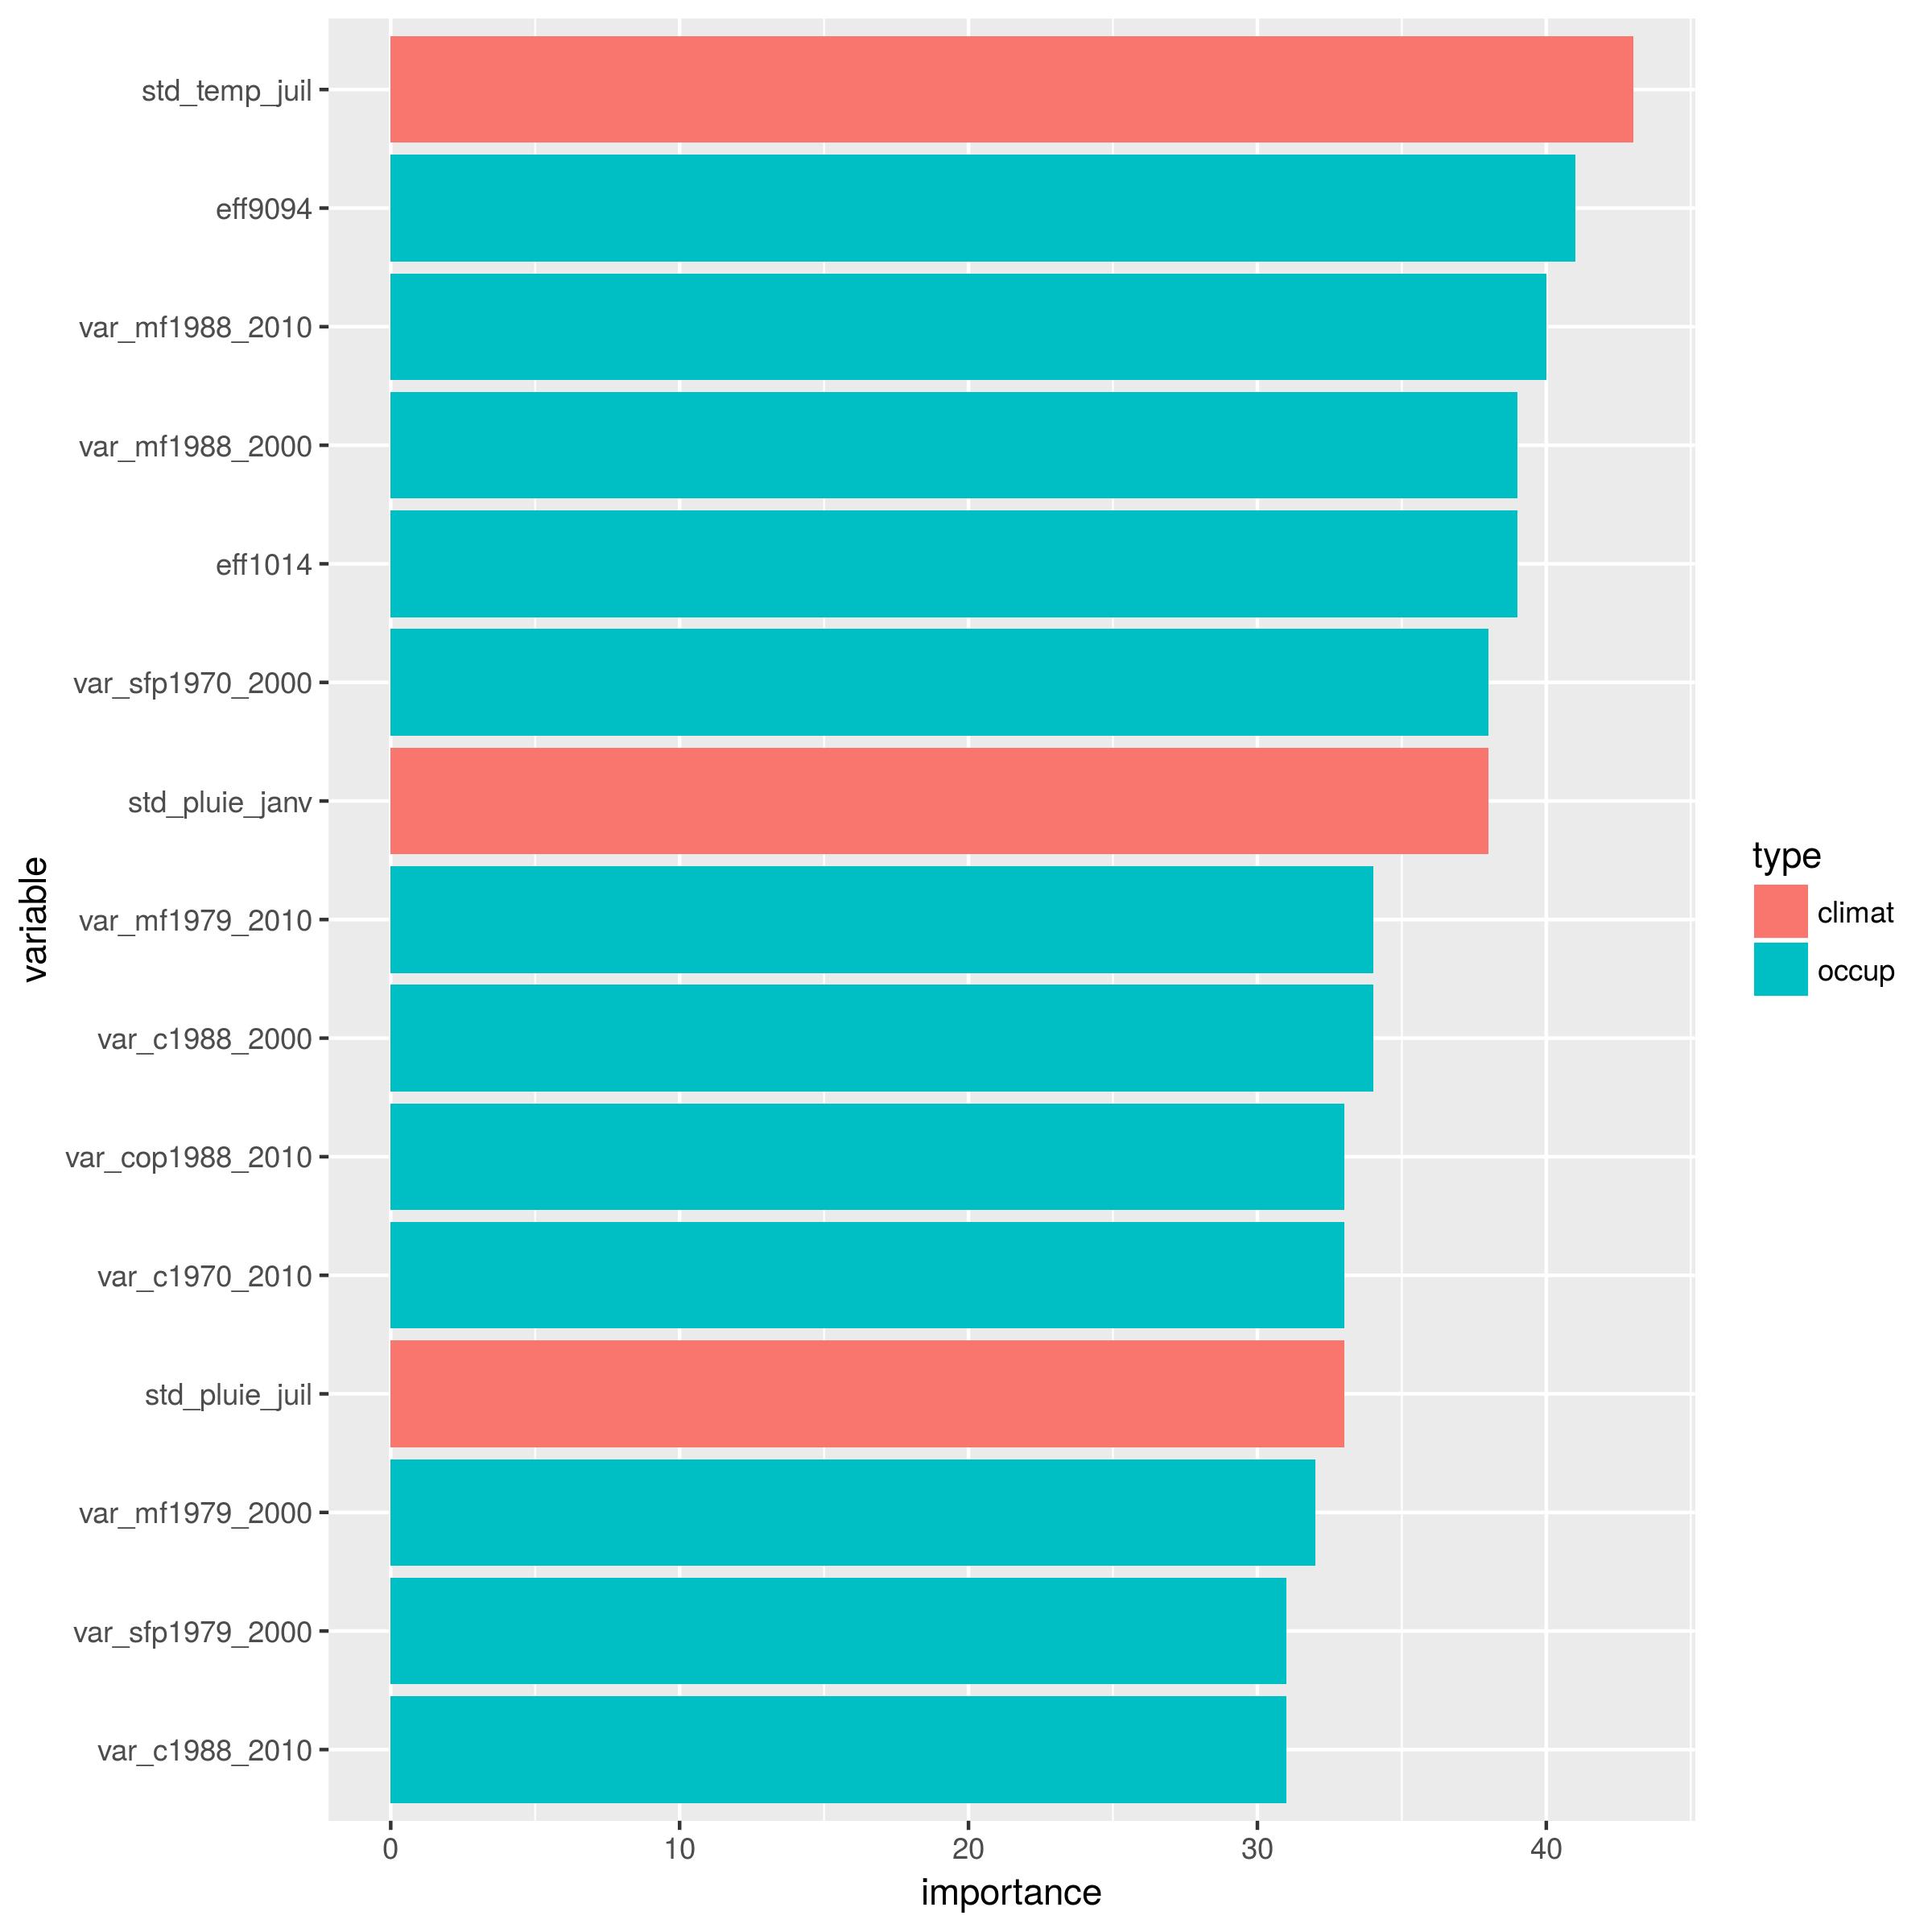 std_temp_juil
eff9094
var_mf1988_2010
var_mf1988_2000
eff1014
var_sfp1970_2000
std_pluie_janv
var_mf1979_2010
var_c1988_2000
var_cop1988_2010
var_c1970_2010
std_pluie_juil
var_mf1979_2000
var_sfp1979_2000
var_c1988_2010
variable
0 10 20 30 40
importance
type
climat
occup